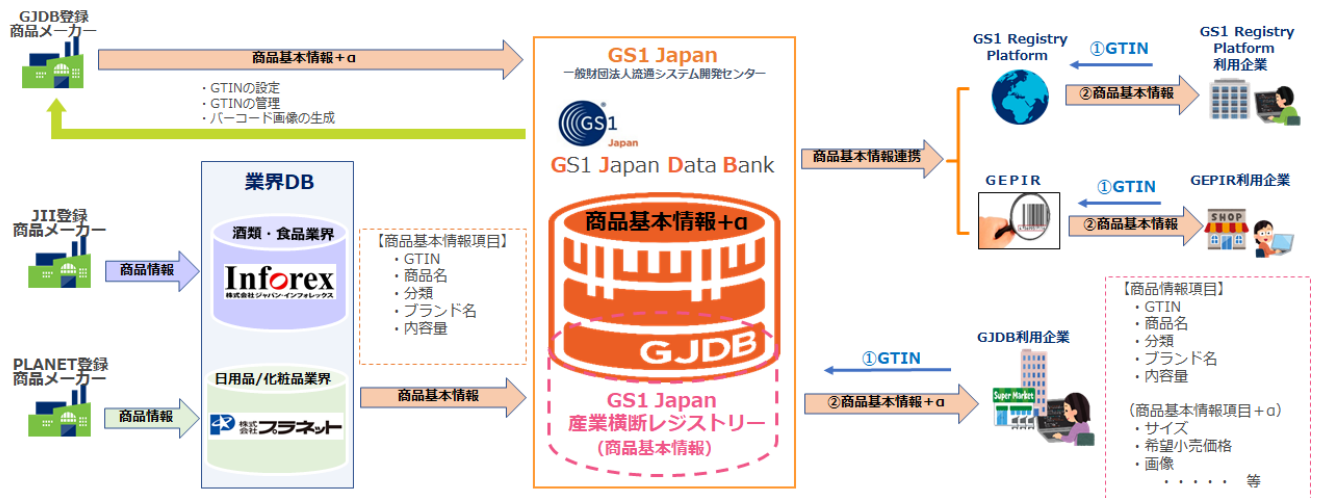 GJDB登録
商品メーカー
商品基本情報+α
・GTINの設定
・GTINの管理
・バーコード画像の生成
JII登録
商品メーカー
商品情報
PLANET登録
商品メーカー
商品情報
業界DB
酒類・食品業界
Inforex
株式会社ジャパン・インフォレックス
日用品/化粧品業界
株式会社プラネット
【商品基本情報項目】
・GTIN
・商品名
・分類
・ブランド名
・内容量
商品基本情報
GS1 Japan
一般財団法人流通システム開発センター
GS1
Japan
GS1 Japan Data Bank
商品基本情報+α
GJDB
GS1 Japan
産業横断レジストリー
(商品基本情報)
商品基本情報連携
GS1 Registry
Platform
①GTIN
②商品基本情報
GS1 Registry
Platform
利用企業
GEPIR
①GTIN
②商品基本情報
GEPIR利用企業
SHOP
①GTIN
②商品基本情報+α
GJDB利用企業
Super Market
【商品情報項目】
・GTIN
・商品名
・分類
・ブランド名
・内容量
（商品基本情報項目+α）
・サイズ
・希望小売価格
・画像
・・・・・ 等